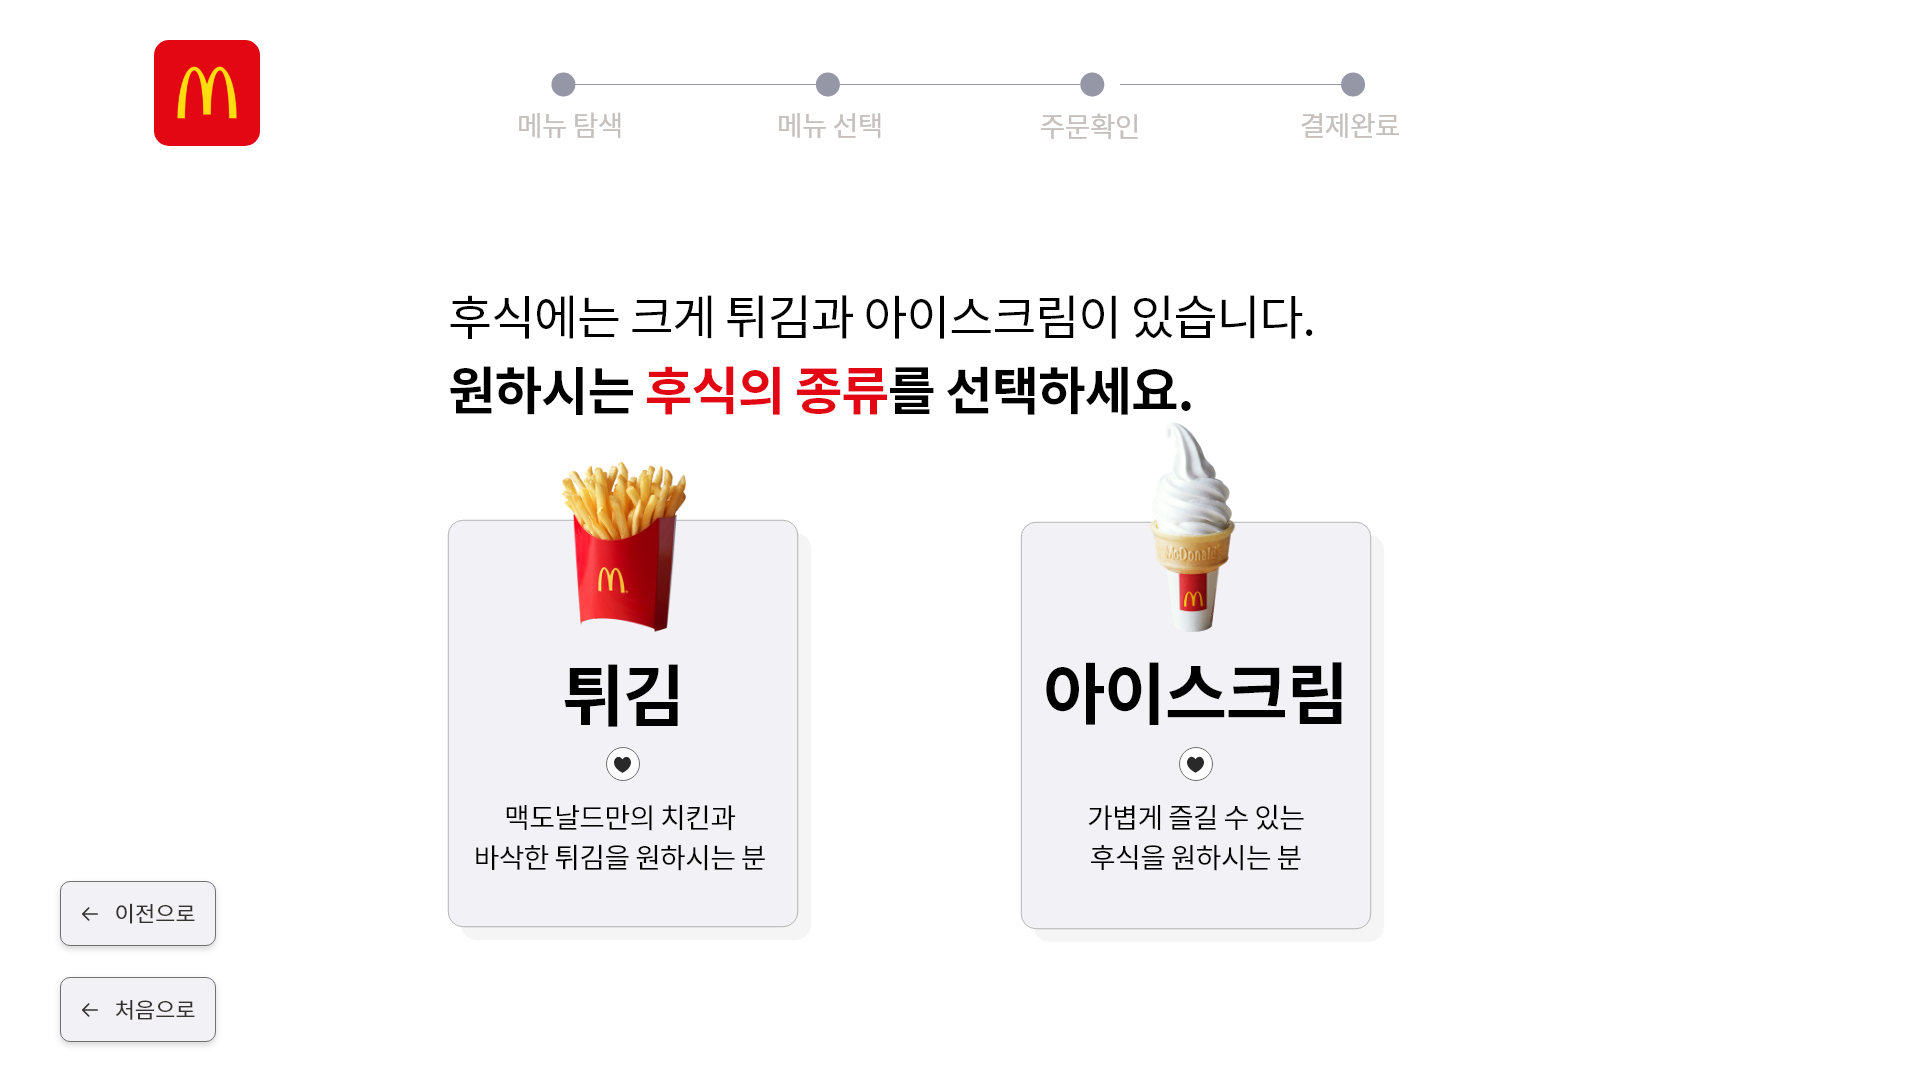 메뉴 탐색
메뉴 선택
주문확인
결제완료
후식에는 크게 튀김과 아이스크림이 있습니다.
원하시는 후식의 종류를 선택하세요.
McDonald's
튀김
맥도날드만의 치킨과
바삭한 튀김을 원하시는 분
아이스크림
가볍게 즐길 수 있는
후식을 원하시는 분
← 이전으로
← 처음으로